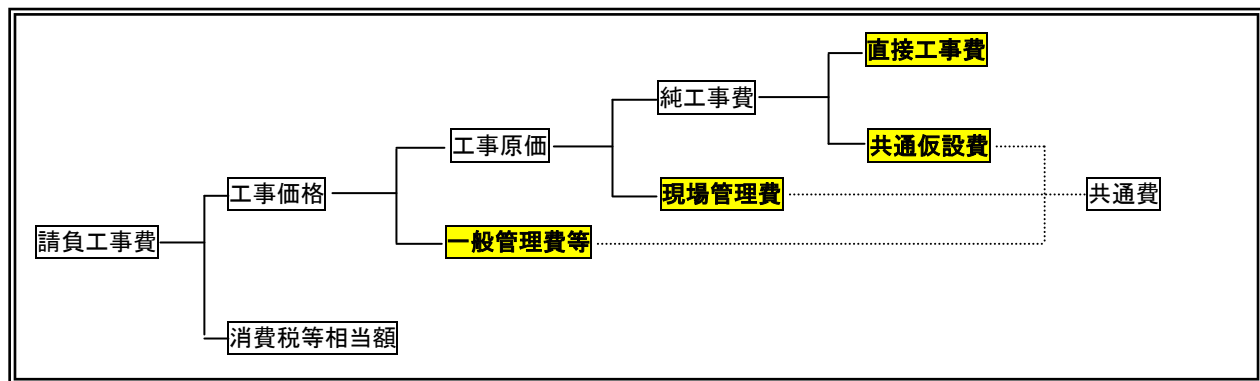 直接工事費
純工事費
工事原価
共通仮設費
工事価格
現場管理費
共通費
請負工事費
一般管理費等
消費税等相当額